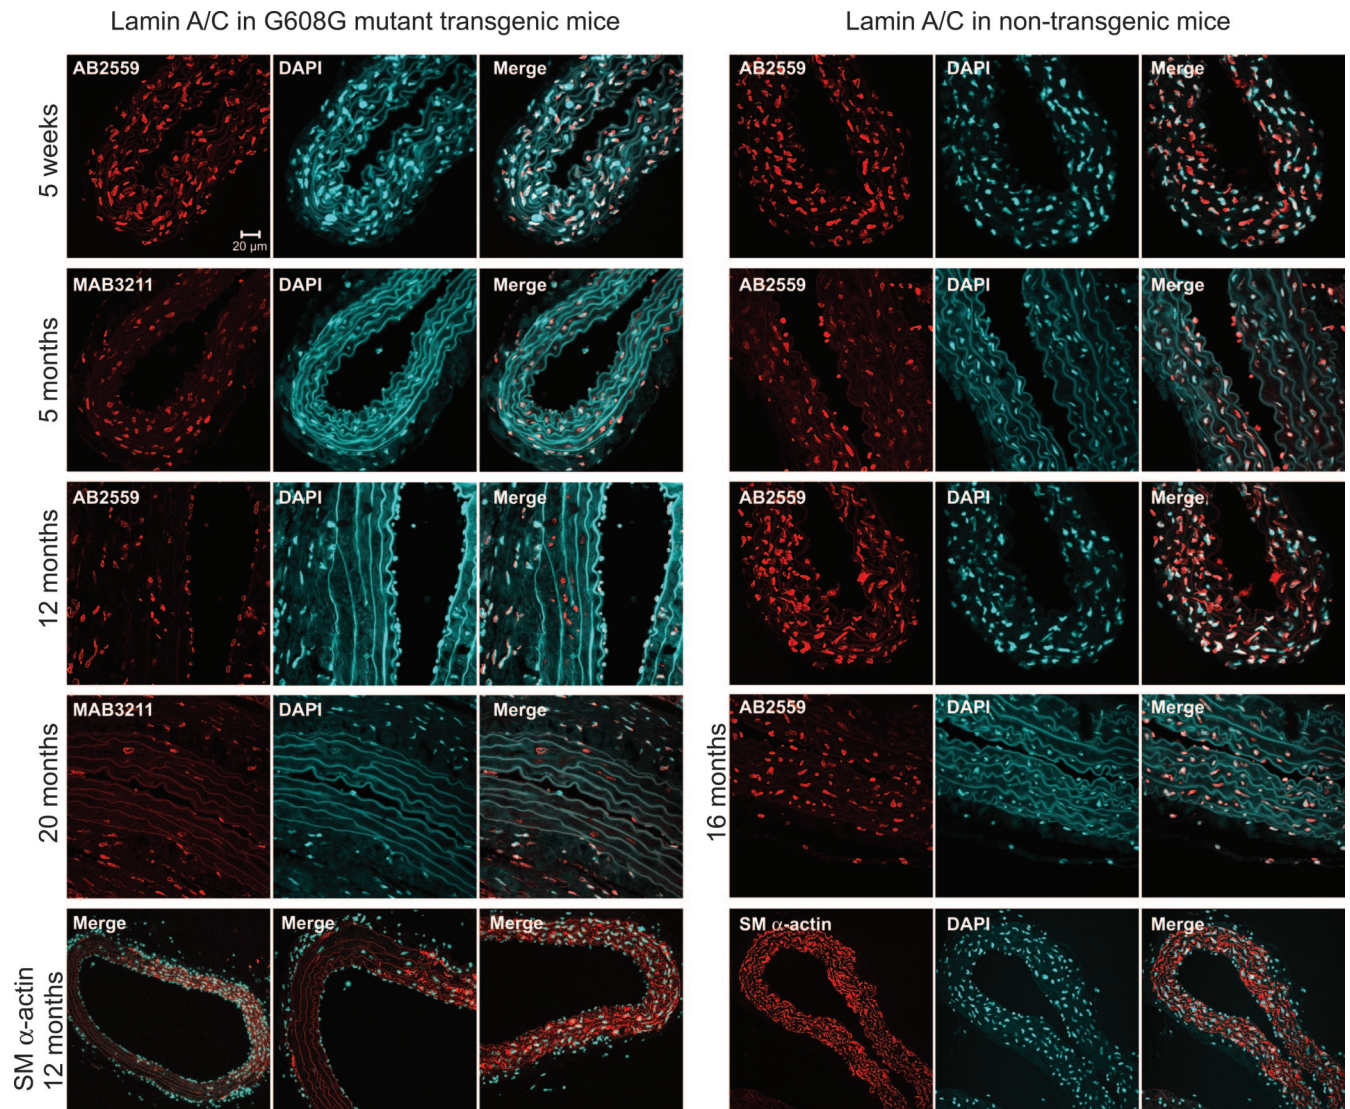 Lamin A/C in G608G mutant transgenic mice
Lamin A/C in non-transgenic mice
5 weeks
AB2559
DAPI
Merge
20 µm
AB2559
DAPI
Merge
5 months
MAB3211
DAPI
Merge
AB2559
DAPI
Merge
12 months
AB2559
DAPI
Merge
AB2559
DAPI
Merge
20 months
MAB3211
DAPI
Merge
16 months
AB2559
DAPI
Merge
SM α-actin
12 months
Merge
Merge
Merge
SM α-actin
DAPI
Merge